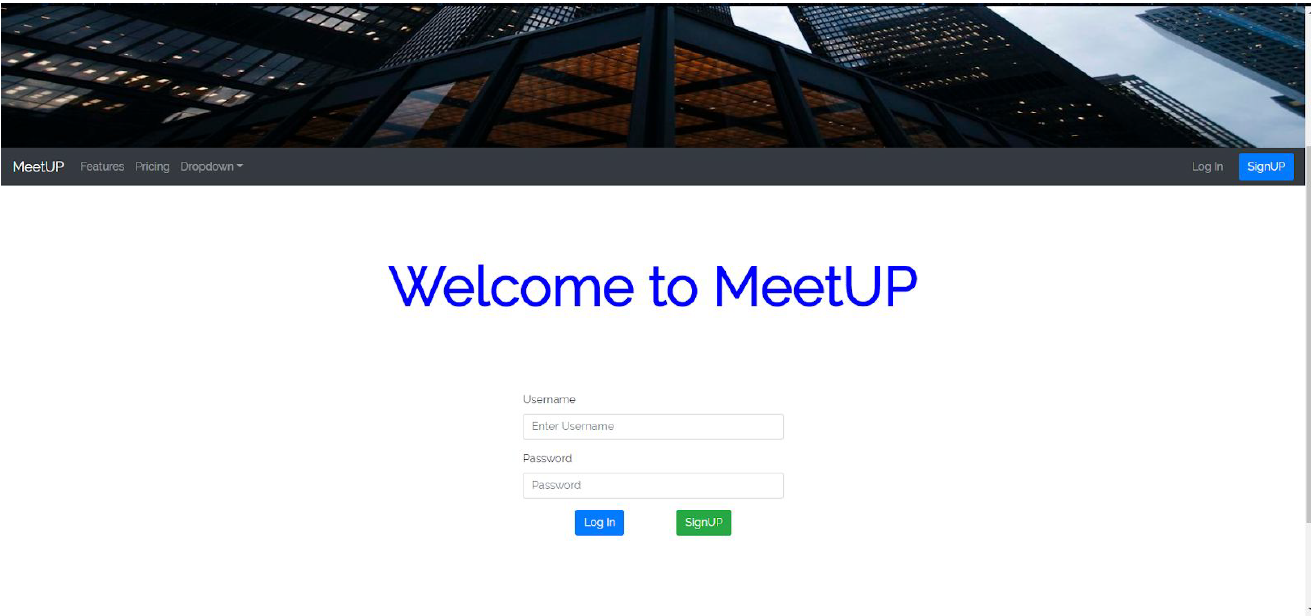 MeetUP Features Pricing Dropdown Log In SignUP
Welcome to MeetUP
Username
Enter Username
Password
Password
Log In SignUP